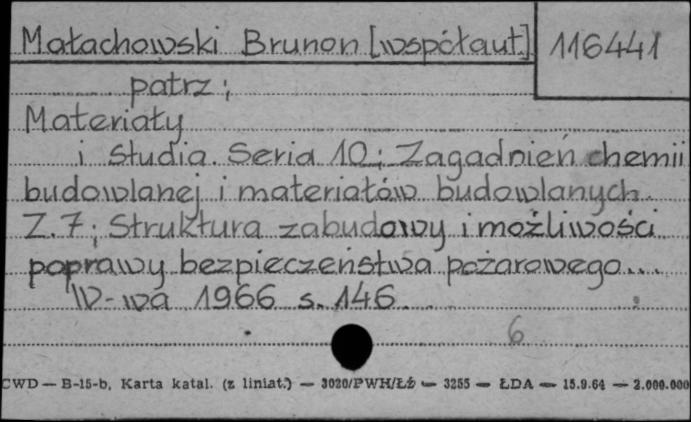 Małachowski Brunon [współaut.] 116441
patrz;
Materiały
i studia. Seria 10: Zagadnień chemii
budowlanej i materiałów budowlanych.
Z. 7; Struktura zabudowy i możliwości
poprawy bezpieczeństwa pożarowego...
W-wa 1966 s. 146.
6
CWD — B-15-b, Karta katal. (z liniat.) — 3020/PWH/Łź — 3255 — ŁDA — 15.9.64 — 2.000.000